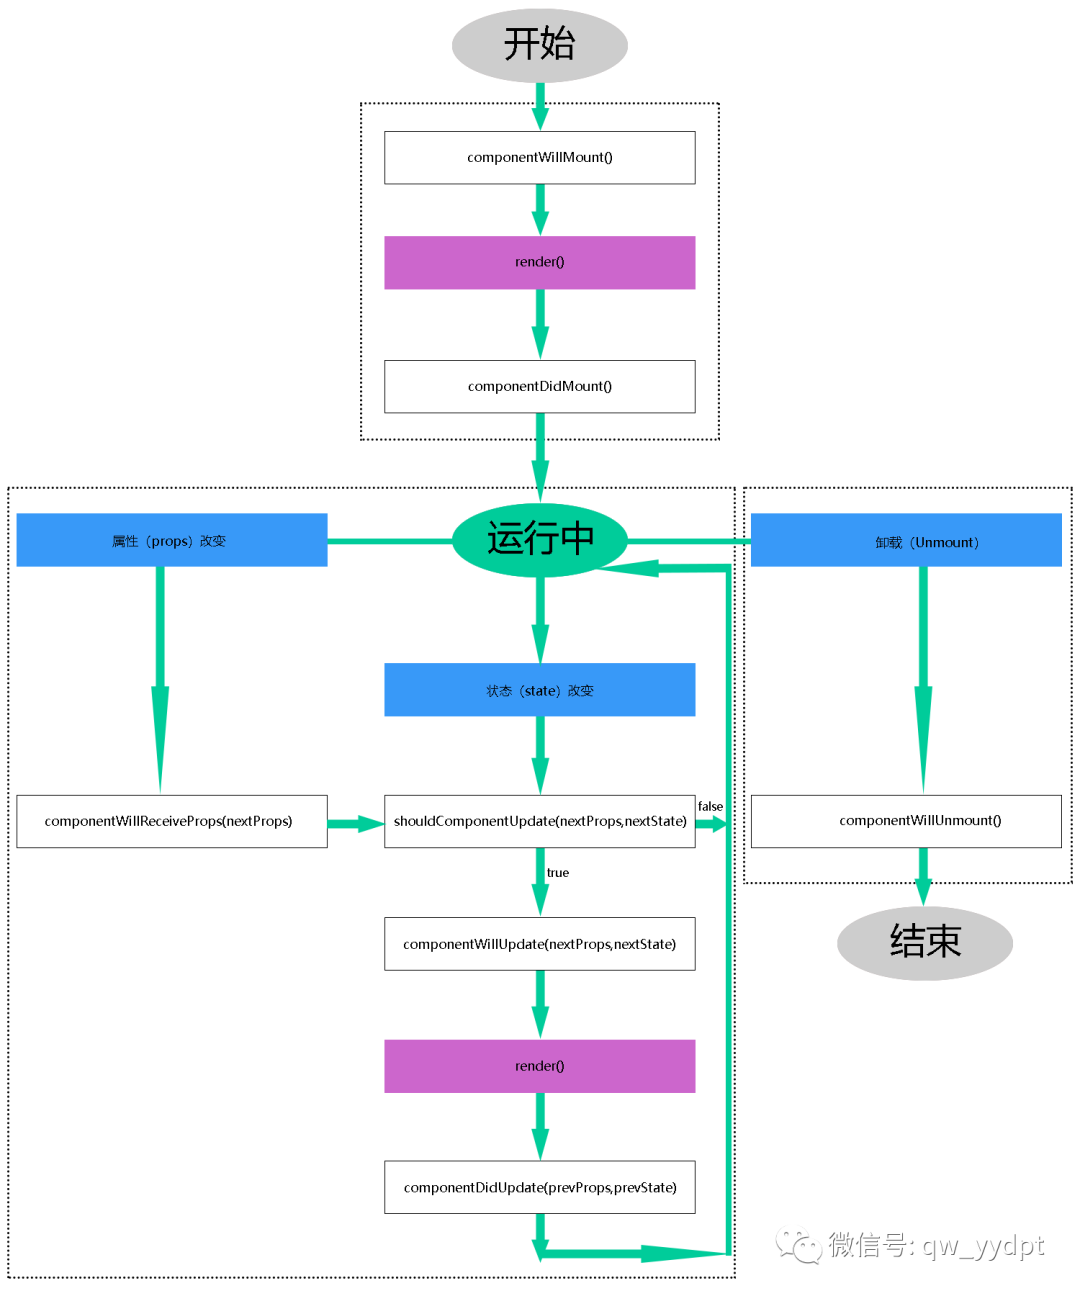 开始
componentWillMount()
render()
componentDidMount()
属性（props）改变
运行中
卸载（Unmount）
状态（state）改变
componentWillReceiveProps(nextProps)
shouldComponentUpdate(nextProps,nextState)
false
componentWillUnmount()
true
componentWillUpdate(nextProps,nextState)
结束
render()
componentDidUpdate(prevProps,prevState)
微信号: qw_yydpt